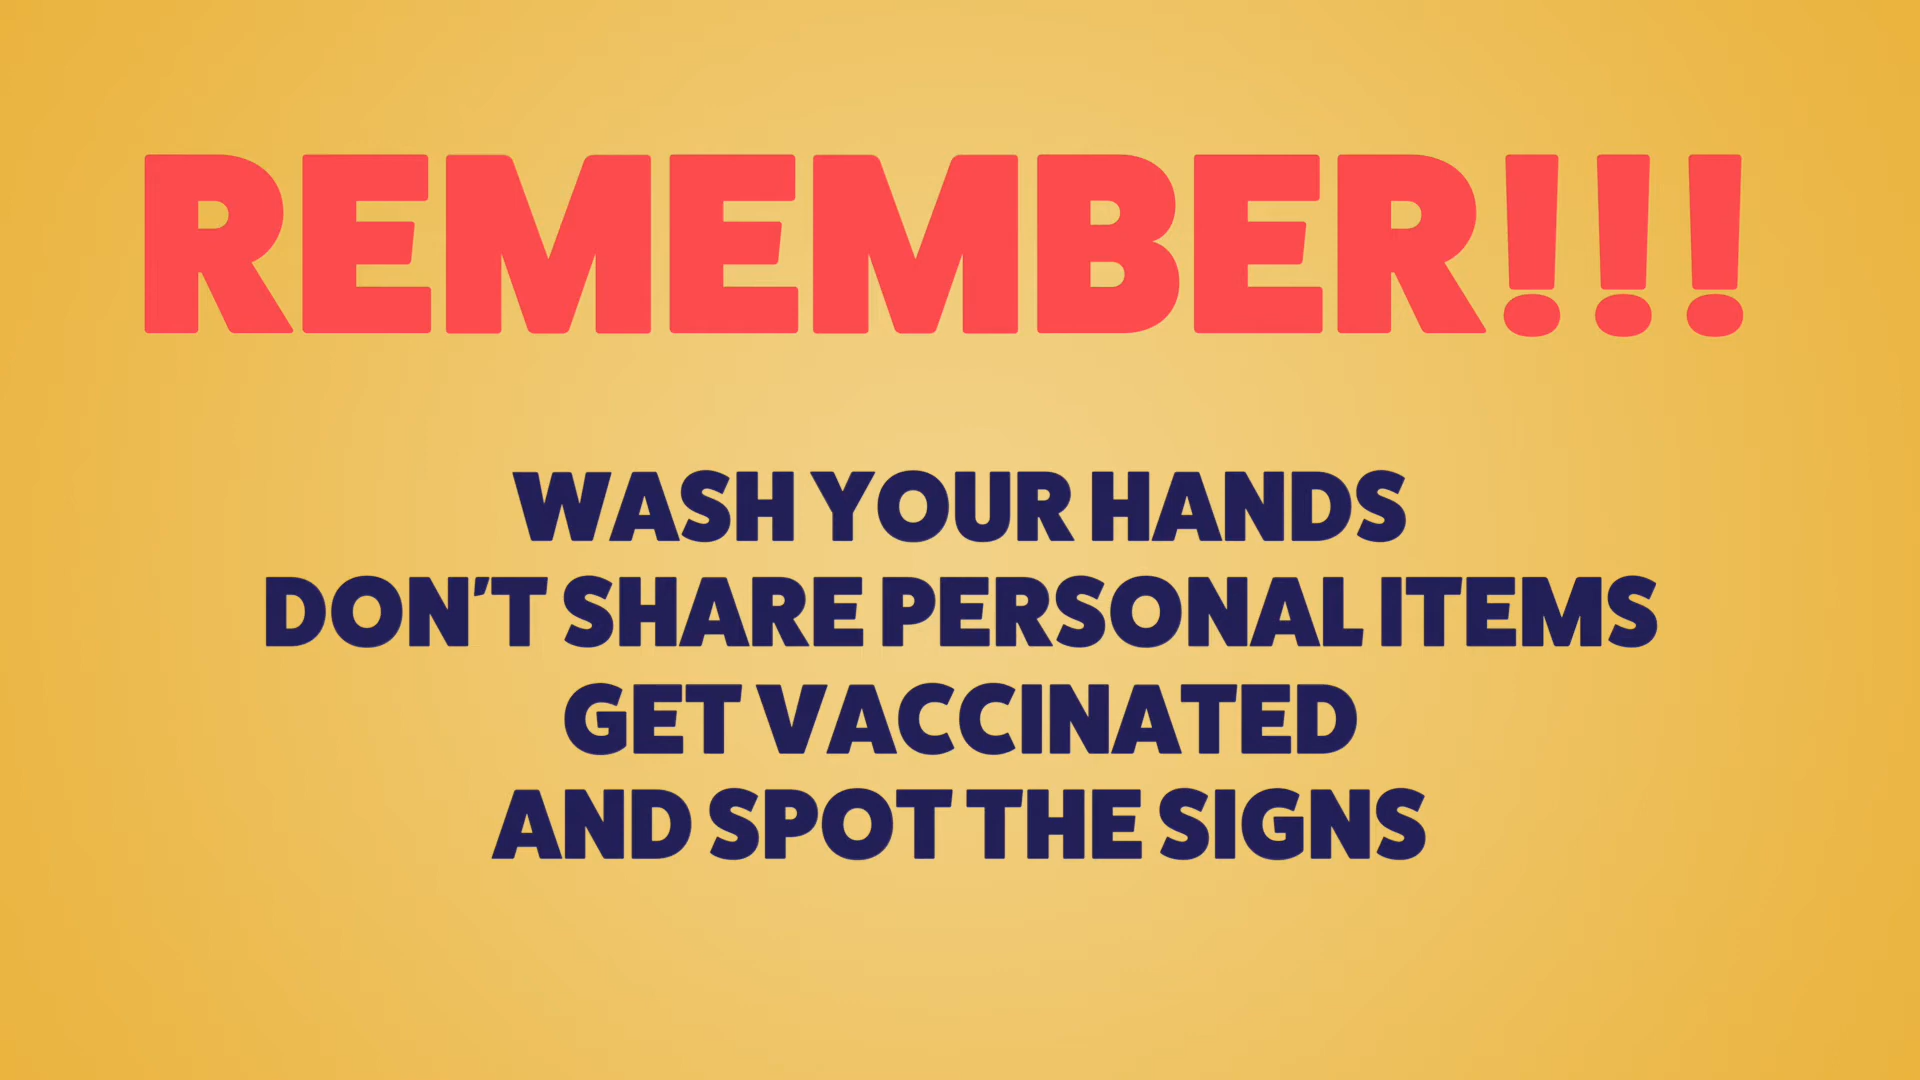 REMEMBER!!!
WASH YOUR HANDS
DON'T SHARE PERSONAL ITEMS
GET VACCINATED
AND SPOT THE SIGNS